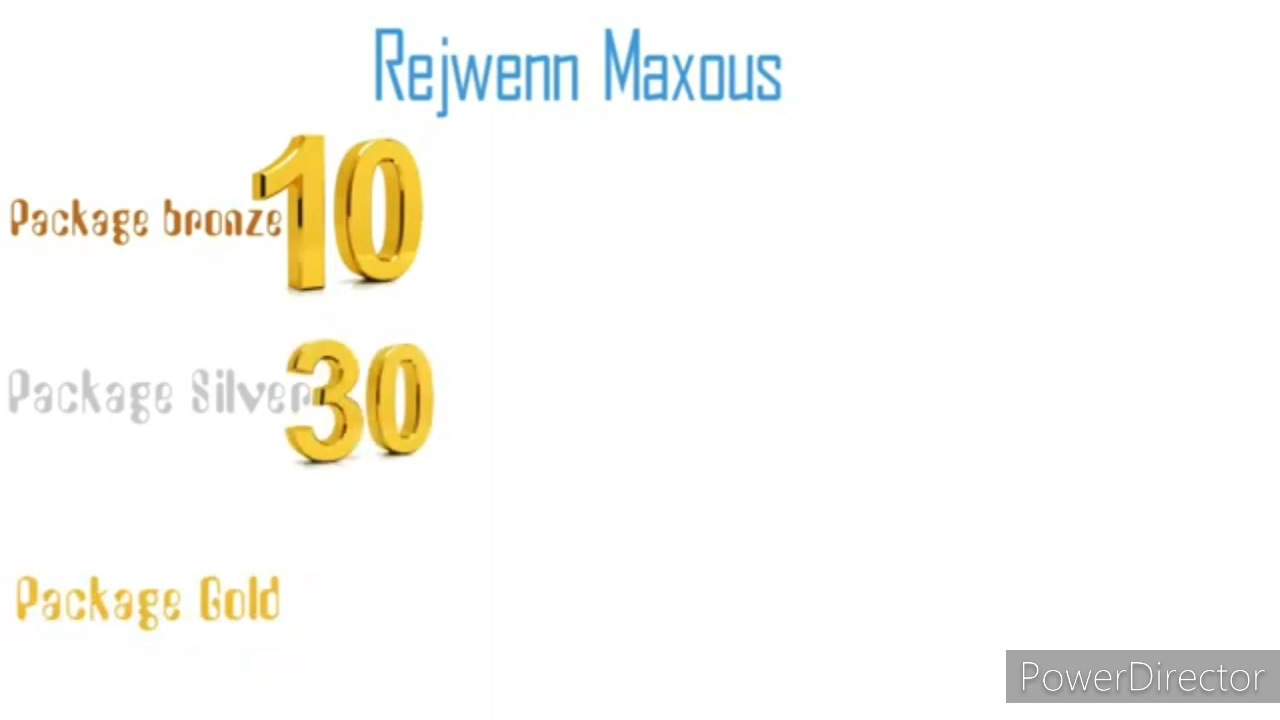 Rejwenn Maxous
Package bronze 10
Package Silver 30
Package Gold
PowerDirector